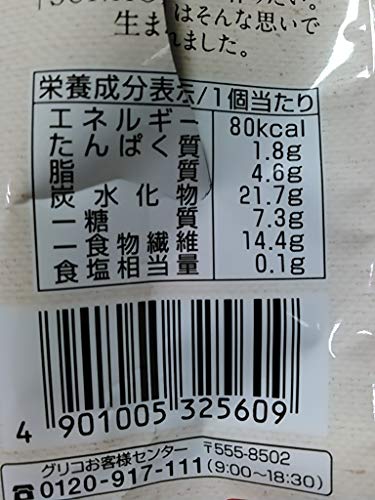 生まれました。
はそんな思いで
栄養成分表示/1個当たり
エネルギー 80kcal
たんぱく質 1.8g
脂質 4.6g
炭水化物 21.7g
ー糖質 7.3g
ー食物繊維 14.4g
食塩相当量 0.1g
4 901005 325609
グリコお客様センター 〒555-8502
☎0120-917-111(9:00~18:30)